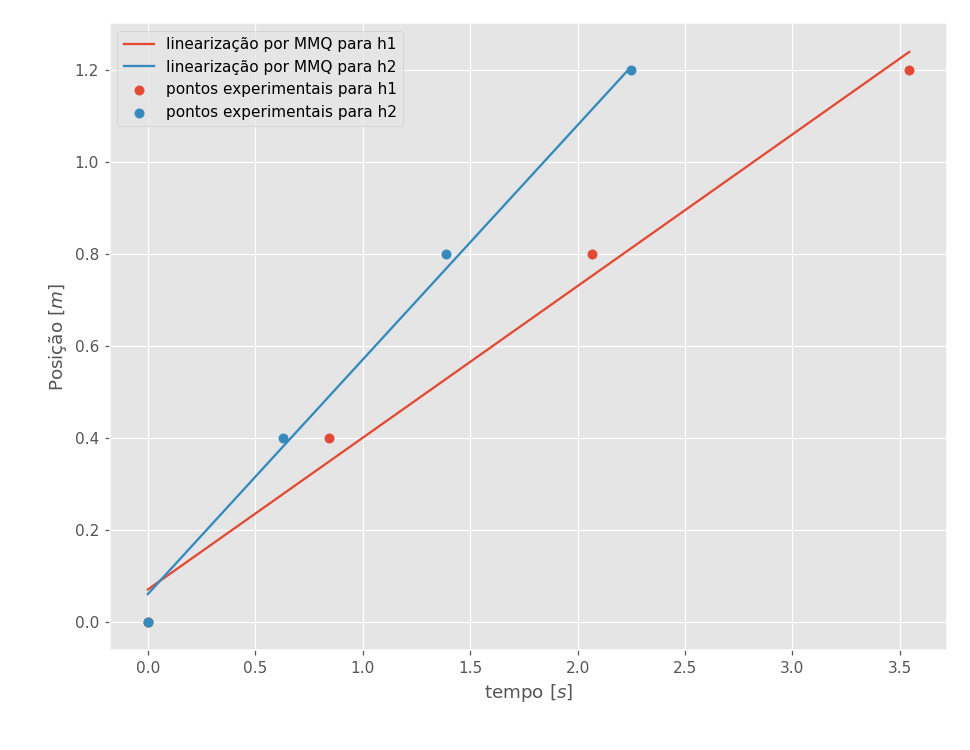 linearização por MMQ para h1
linearização por MMQ para h2
pontos experimentais para h1
pontos experimentais para h2
1.2
1.0
0.8
0.6
0.4
0.2
0.0
Posição [m]
0.0 0.5 1.0 1.5 2.0 2.5 3.0 3.5
tempo [s]